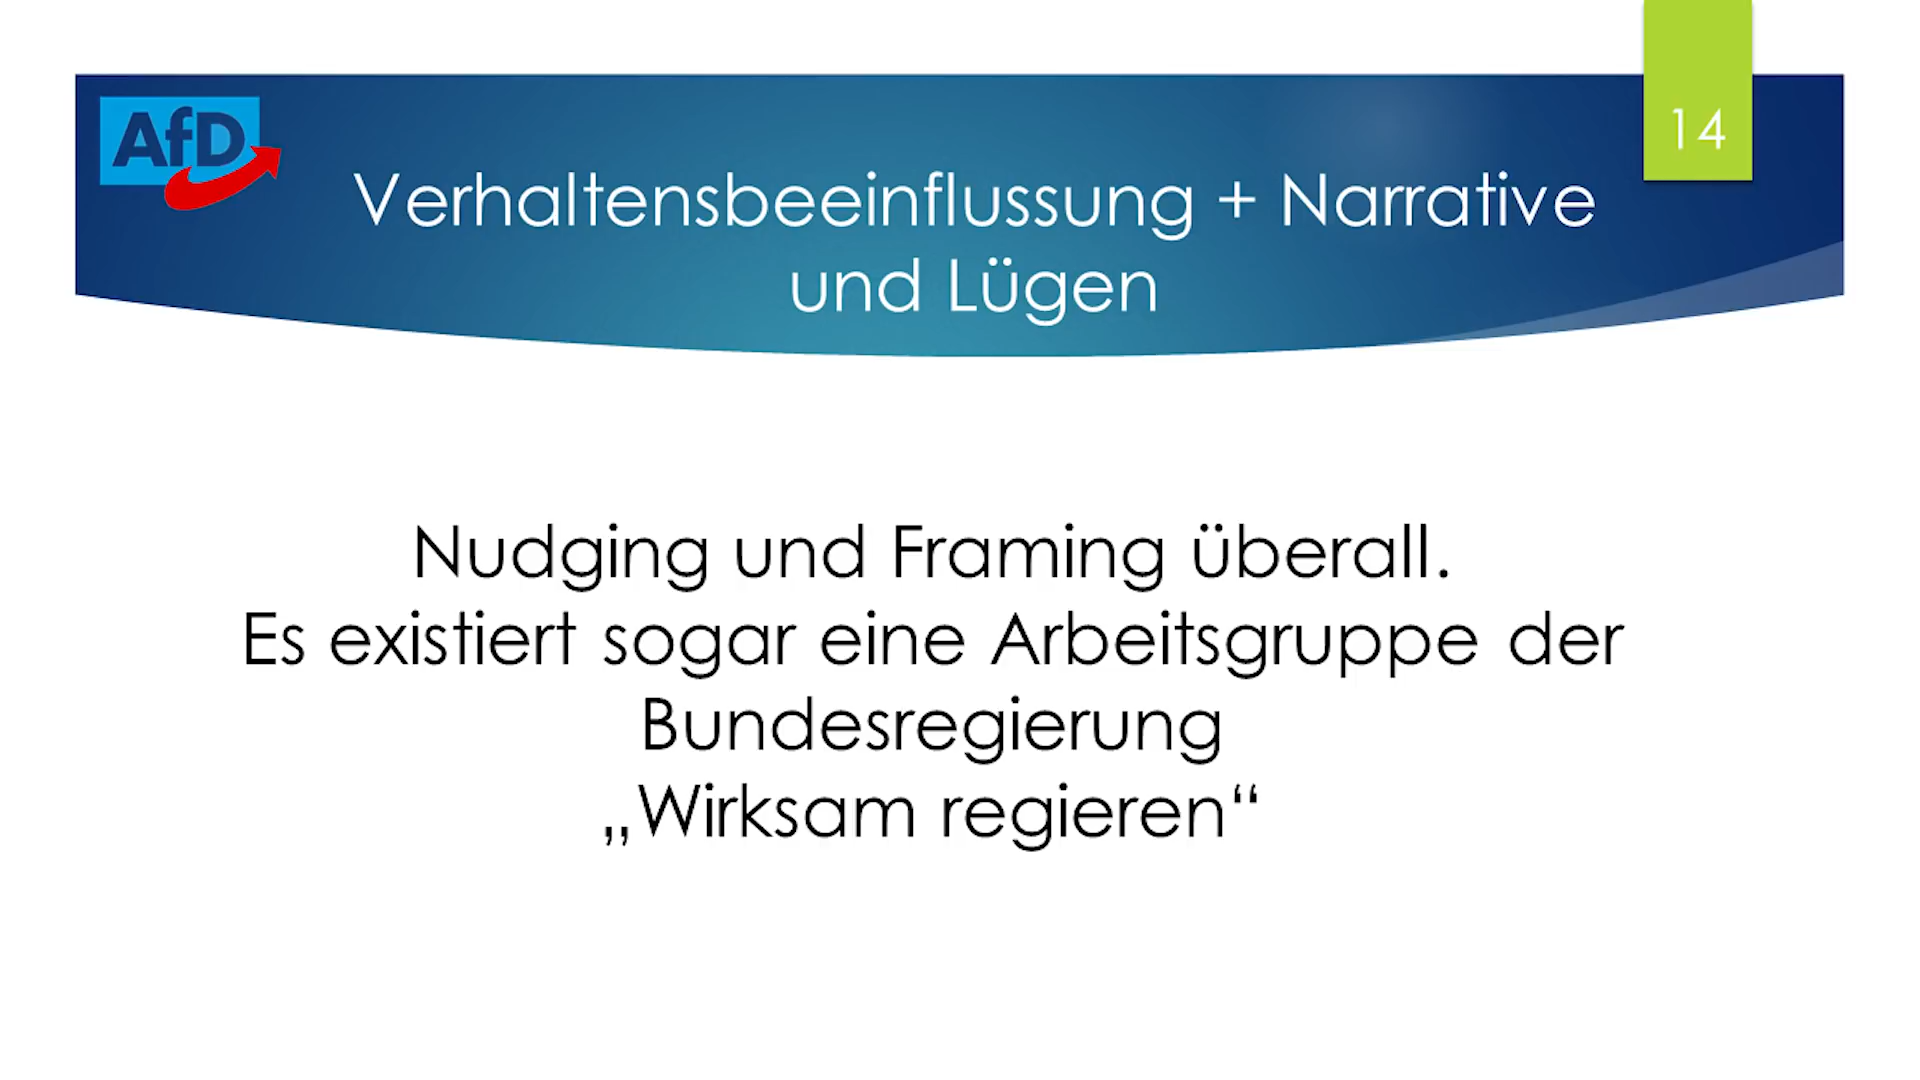 AfD
14
Verhaltensbeeinflussung + Narrative
und Lügen
Nudging und Framing überall.
Es existiert sogar eine Arbeitsgruppe der
Bundesregierung
„Wirksam regieren“